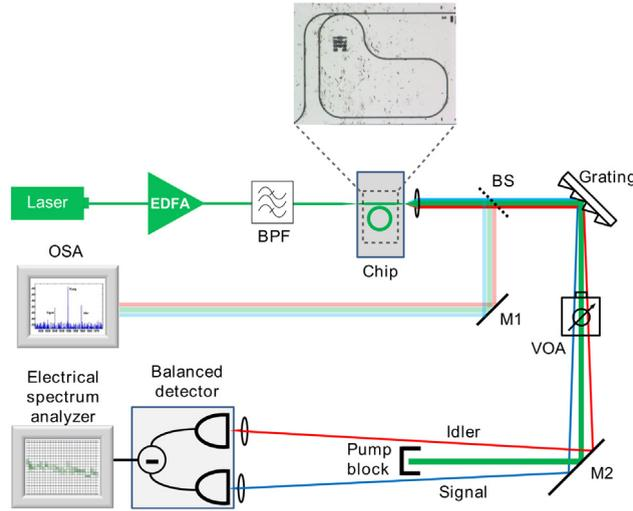 Laser
EDFA
BPF
Chip
BS
Grating
OSA
M1
VOA
Electrical
spectrum
analyzer
Balanced
detector
Idler
Pump
block
Signal
M2